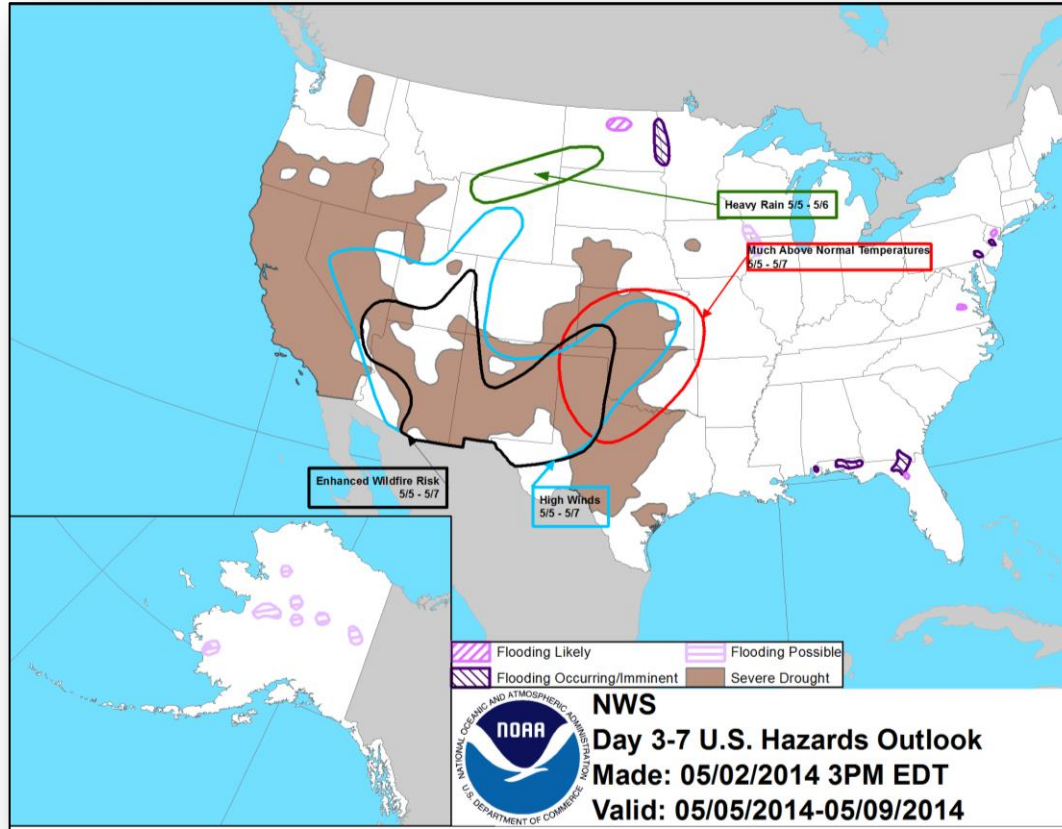 Heavy Rain 5/5 - 5/6
Much Above Normal Temperatures
5/5 - 5/7
Enhanced Wildfire Risk
5/5 - 5/7
High Winds
5/5 - 5/7
Flooding Likely
Flooding Possible
Flooding Occurring/Imminent
Severe Drought
NATIONAL OCEANIC AND ATMOSPHERIC ADMINISTRATION
NOAA
U.S. DEPARTMENT OF COMMERCE
NWS
Day 3-7 U.S. Hazards Outlook
Made: 05/02/2014 3PM EDT
Valid: 05/05/2014-05/09/2014